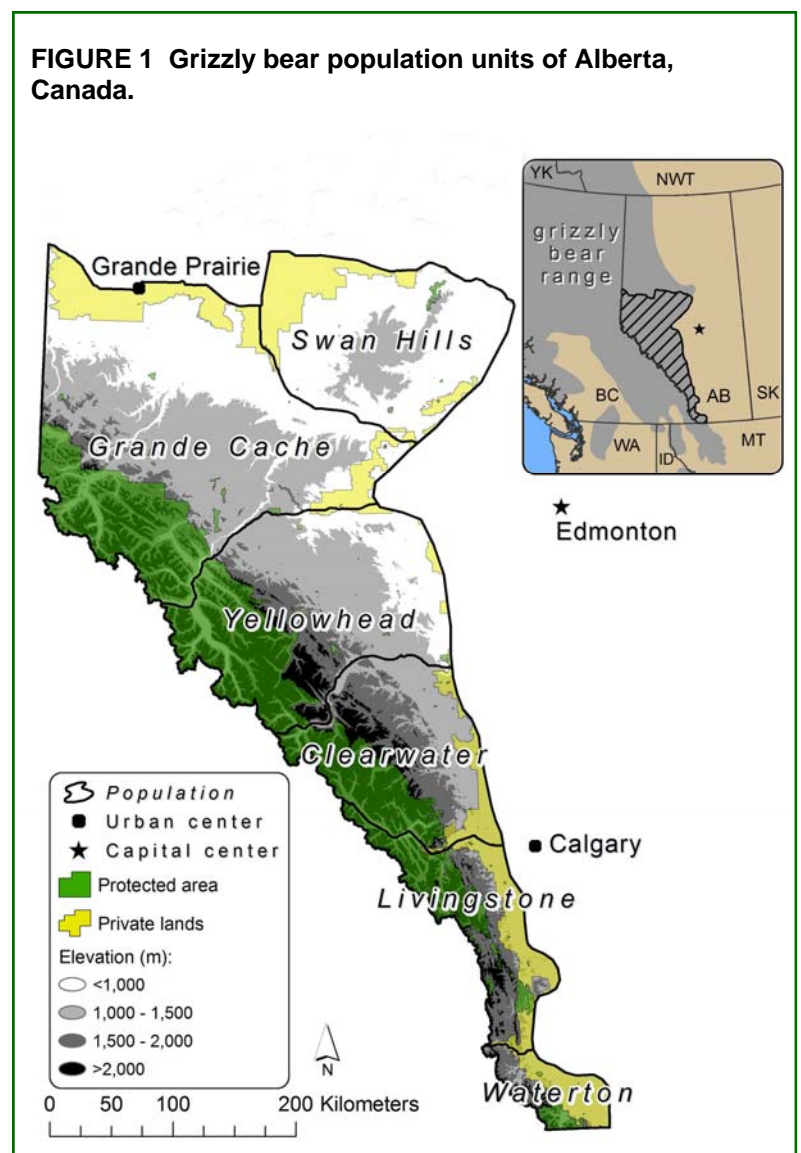 FIGURE 1 Grizzly bear population units of Alberta,
Canada.
YK
NWT
grizzly
bear
range
BC
AB
SK
WA
ID
MT
Grande Prairie
Swan Hills
Grande Cache
Edmonton
Yellowhead
Clearwater
Calgary
Livingstone
Waterton
Population
Urban center
Capital center
Protected area
Private lands
Elevation (m):
<1,000
1,000 - 1,500
1,500 - 2,000
>2,000
N
0 50 100 200 Kilometers